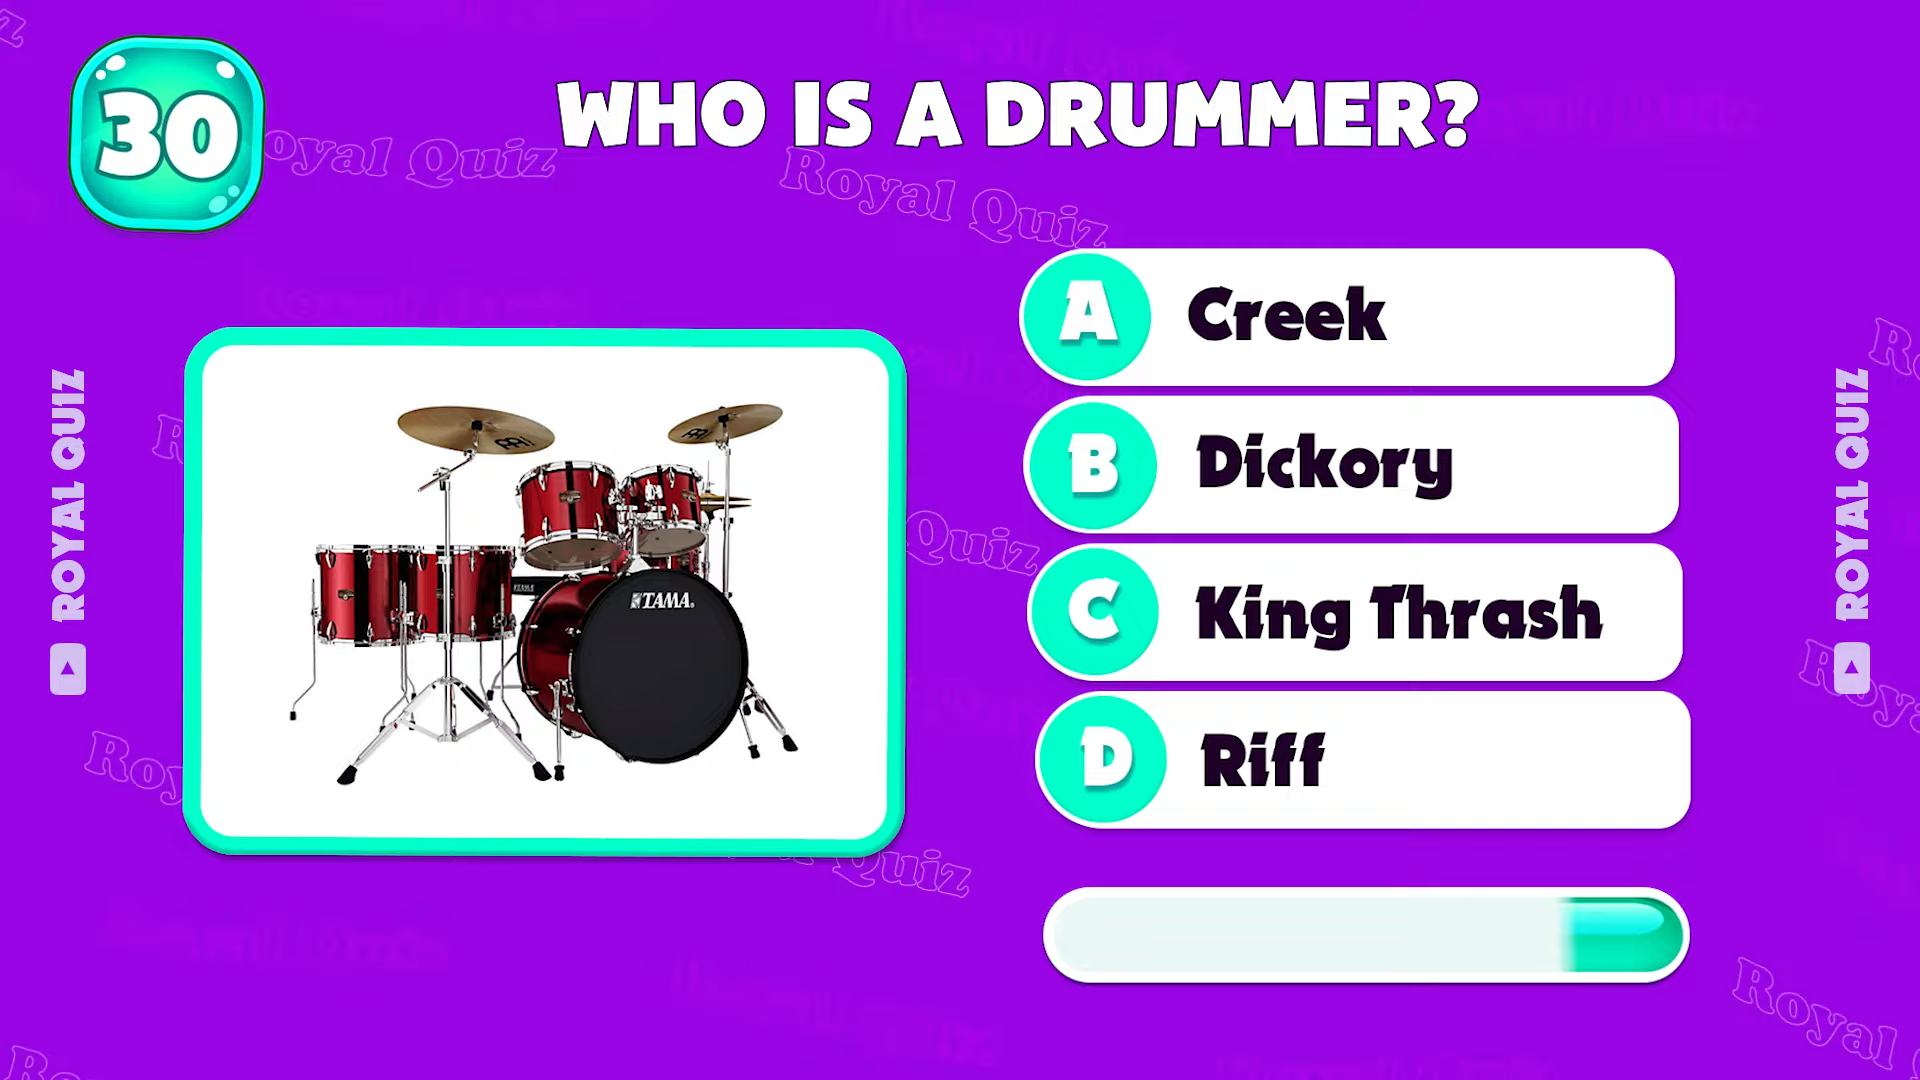 30
WHO IS A DRUMMER?
Royal Quiz
A Creek
B Dickory
C King Thrash
D Riff
TAMA
ROYAL QUIZ
ROYAL QUIZ
Quiz
Royal